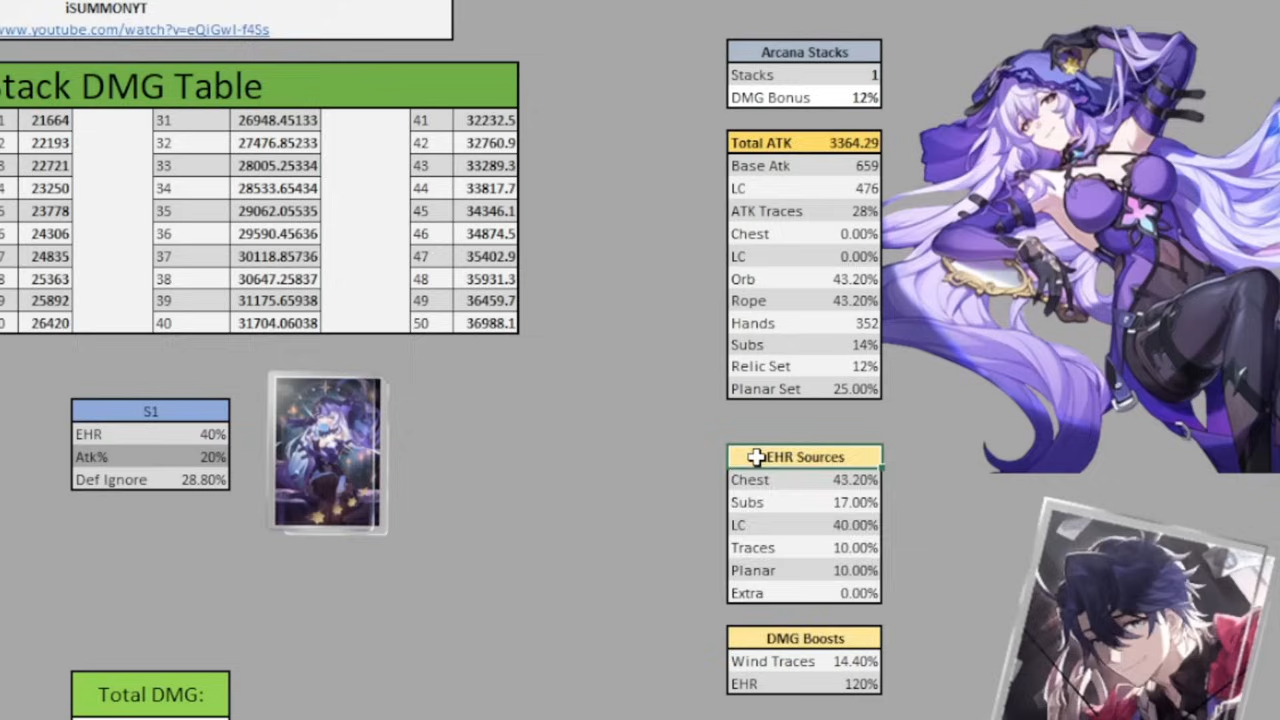 iSUMMONYT
www.youtube.com/watch?v=eQiGwI-f4Ss
tack DMG Table
1 21664 31 26948.45133 41 32232.5
2 22193 32 27476.85233 42 32760.9
3 22721 33 28005.25334 43 33289.3
4 23250 34 28533.65434 44 33817.7
5 23778 35 29062.05535 45 34346.1
6 24306 36 29590.45636 46 34874.5
7 24835 37 30118.85736 47 35402.9
8 25363 38 30647.25837 48 35931.3
9 25892 39 31175.65938 49 36459.7
0 26420 40 31704.06038 50 36988.1
S1
EHR 40%
Atk% 20%
Def Ignore 28.80%
Total DMG:
Arcana Stacks
Stacks 1
DMG Bonus 12%
Total ATK 3364.29
Base Atk 659
LC 476
ATK Traces 28%
Chest 0.00%
LC 0.00%
Orb 43.20%
Rope 43.20%
Hands 352
Subs 14%
Relic Set 12%
Planar Set 25.00%
EHR Sources
Chest 43.20%
Subs 17.00%
LC 40.00%
Traces 10.00%
Planar 10.00%
Extra 0.00%
DMG Boosts
Wind Traces 14.40%
EHR 120%